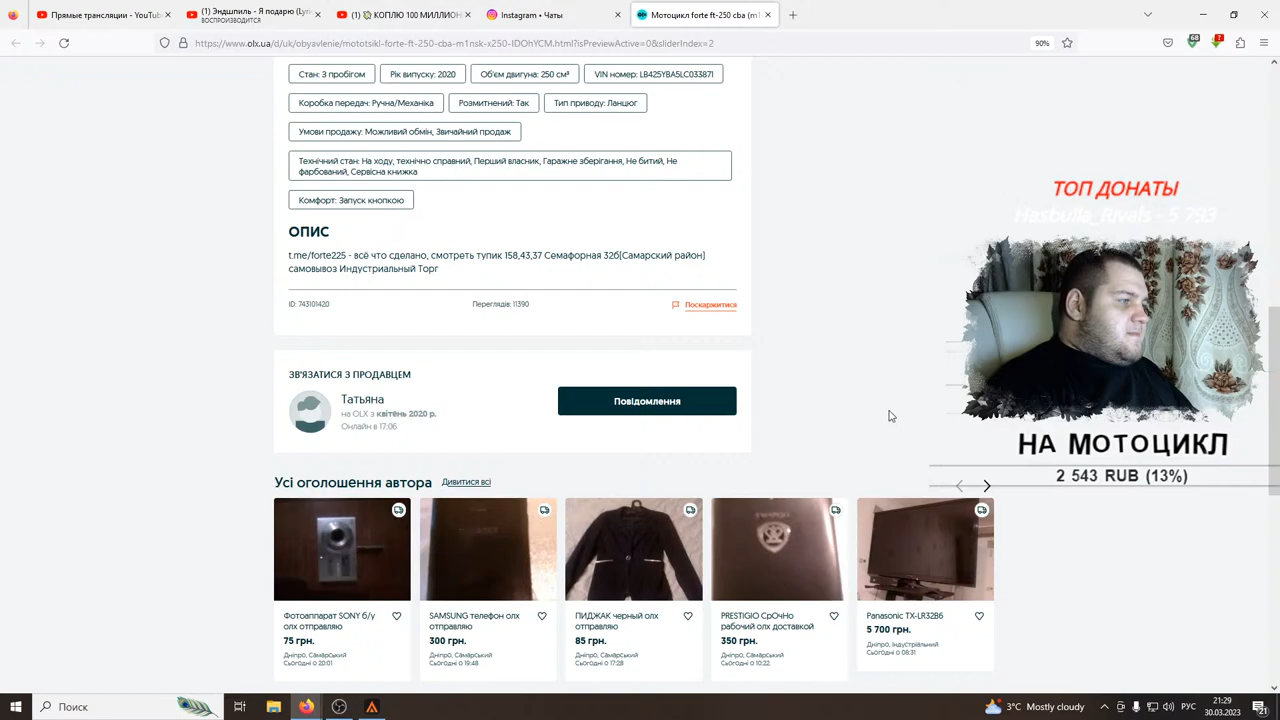 Прямые трансляции - YouTub
(1) Эндшпиль - Я подарю (Lyri
ВОСПРОИЗВОДИТСЯ
(1) КОПЛЮ 100 МИЛЛИОН
Instagram • Чаты
Мотоцикл forte ft-250 cba (m1
https://www.olx.ua/d/uk/obyavlenie/mototsikl-forte-ft-250-cba-m1nsk-x250-IDOhYCM.html?isPreviewActive=0&sliderIndex=2
90%
68
7
Стан: З пробігом
Рік випуску: 2020
Об'єм двигуна: 250 см³
VIN номер: LB425YBA5LC033871
Коробка передач: Ручна/Механіка
Розмитнений: Так
Тип приводу: Ланцюг
Умови продажу: Можливий обмін, Звичайний продаж
Технічний стан: На ходу, технічно справний, Перший власник, Гаражне зберігання, Не битий, Не
фарбований, Сервісна книжка
Комфорт: Запуск кнопкою
ОПИС
t.me/forte225 - всё что сделано, смотреть тупик 158,43,37 Семафорная 32б(Самарский район)
самовывоз Индустриальный Торг
ID: 743101420
Переглядів: 11390
Поскаржитися
ТОП ДОНАТЫ
Hasbulla_Rivals - 5 793
НА МОТОЦИКЛ
2 543 RUB (13%)
ЗВ'ЯЗАТИСЯ З ПРОДАВЦЕМ
Татьяна
на OLX з квітень 2020 р.
Онлайн в 17:06
Повідомлення
Усі оголошення автора
Дивитися всі
Фотоаппарат SONY б/у
олх отправляю
75 грн.
Дніпро, Самарський
Сьогодні о 20:01
SAMSUNG телефон олх
отправляю
300 грн.
Дніпро, Самарський
Сьогодні о 19:48
ПИДЖАК черный олх
отправляю
85 грн.
Дніпро, Самарський
Сьогодні о 17:28
PRESTIGIO СрОчНо
рабочий олх доставкой
350 грн.
Дніпро, Самарський
Сьогодні о 10:22
Panasonic TX-LR32B6
5 700 грн.
Дніпро, Індустріальний
Сьогодні о 08:31
Поиск
3°C Mostly cloudy
РУС
21:29
30.03.2023